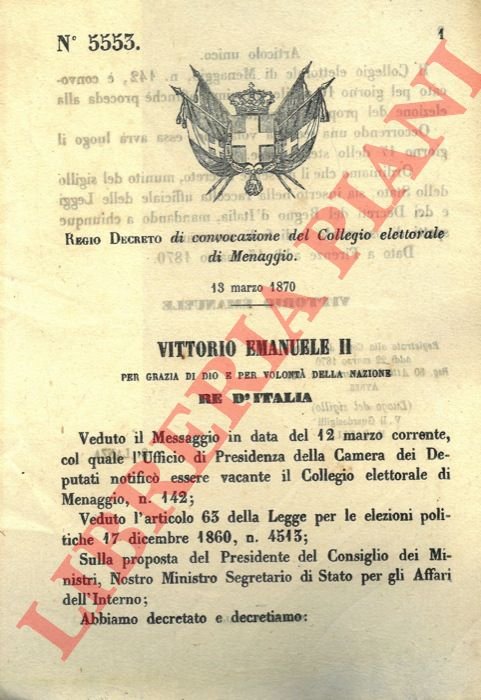 N° 5553.
1
REGIO DECRETO di convocazione del Collegio elettorale
di Menaggio.
13 marzo 1870
VITTORIO EMANUELE II
PER GRAZIA DI DIO E PER VOLONTÀ DELLA NAZIONE
RE D'ITALIA
Veduto il Messaggio in data del 12 marzo corrente,
col quale l'Ufficio di Presidenza della Camera dei De-
putati notificò essere vacante il Collegio elettorale di
Menaggio, n. 142;
Veduto l'articolo 63 della Legge per le elezioni poli-
tiche 17 dicembre 1860, n. 4513;
Sulla proposta del Presidente del Consiglio dei Mi-
nistri, Nostro Ministro Segretario di Stato per gli Affari
dell'Interno;
Abbiamo decretato e decretiamo:
LIBRERIA PIANI